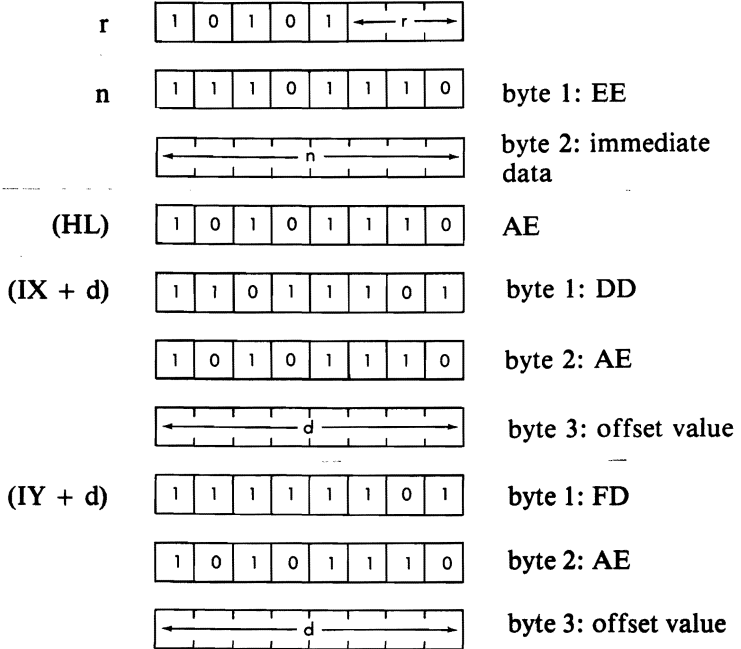 r 1 0 1 0 1 r
n 1 1 1 0 1 1 1 0 byte 1: EE
n byte 2: immediate
data
(HL) 1 0 1 0 1 1 1 0 AE
(IX + d) 1 1 0 1 1 1 0 1 byte 1: DD
1 0 1 0 1 1 1 0 byte 2: AE
d byte 3: offset value
(IY + d) 1 1 1 1 1 1 0 1 byte 1: FD
1 0 1 0 1 1 1 0 byte 2: AE
d byte 3: offset value